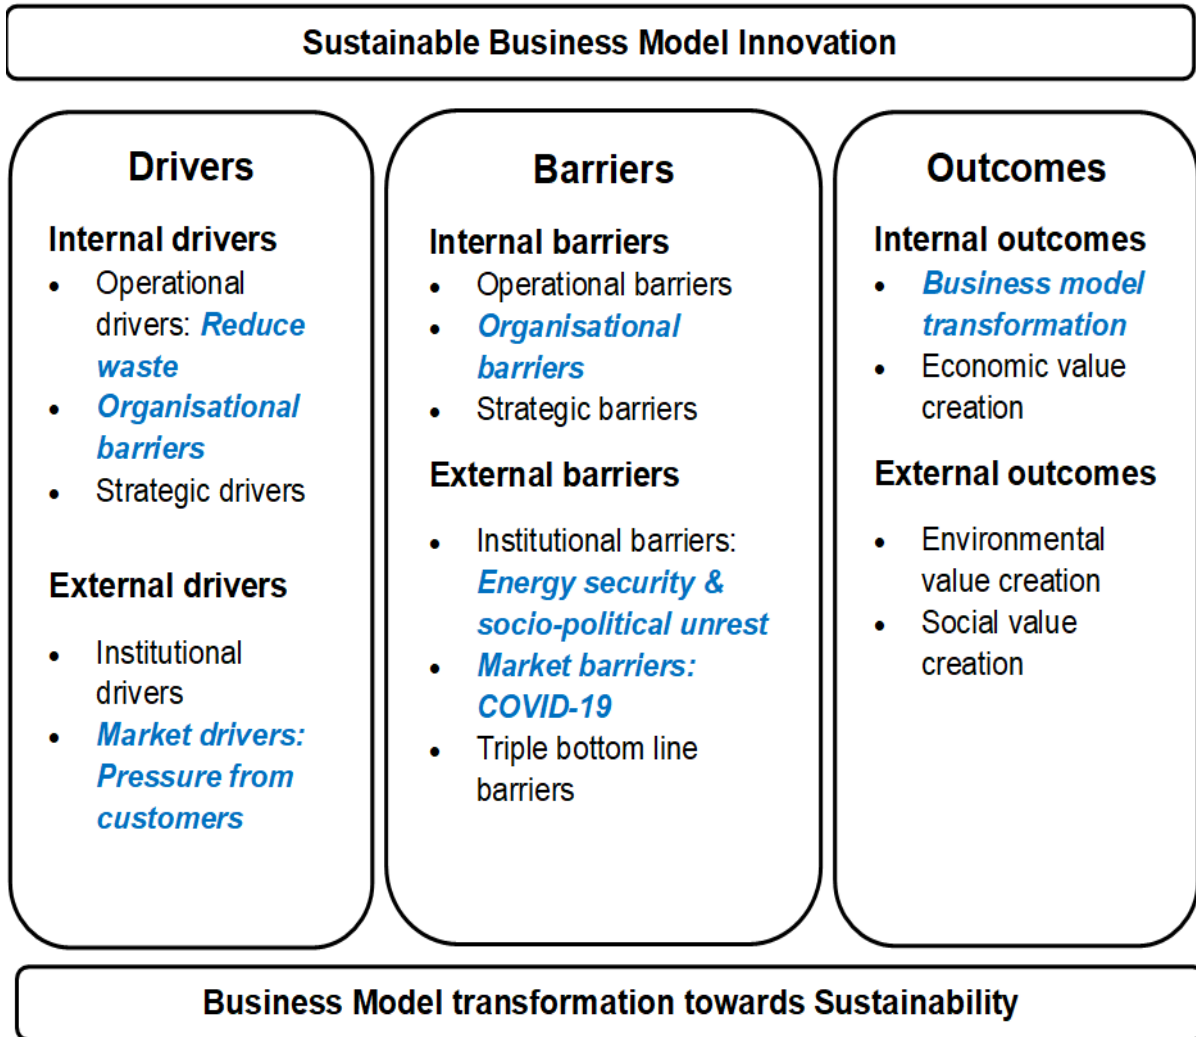 Sustainable Business Model Innovation
Drivers
Internal drivers
• Operational
drivers: Reduce
waste
• Organisational
barriers
• Strategic drivers
External drivers
• Institutional
drivers
• Market drivers:
Pressure from
customers
Barriers
Internal barriers
• Operational barriers
• Organisational
barriers
• Strategic barriers
External barriers
• Institutional barriers:
Energy security &
socio-political unrest
• Market barriers:
COVID-19
• Triple bottom line
barriers
Outcomes
Internal outcomes
• Business model
transformation
• Economic value
creation
External outcomes
• Environmental
value creation
• Social value
creation
Business Model transformation towards Sustainability